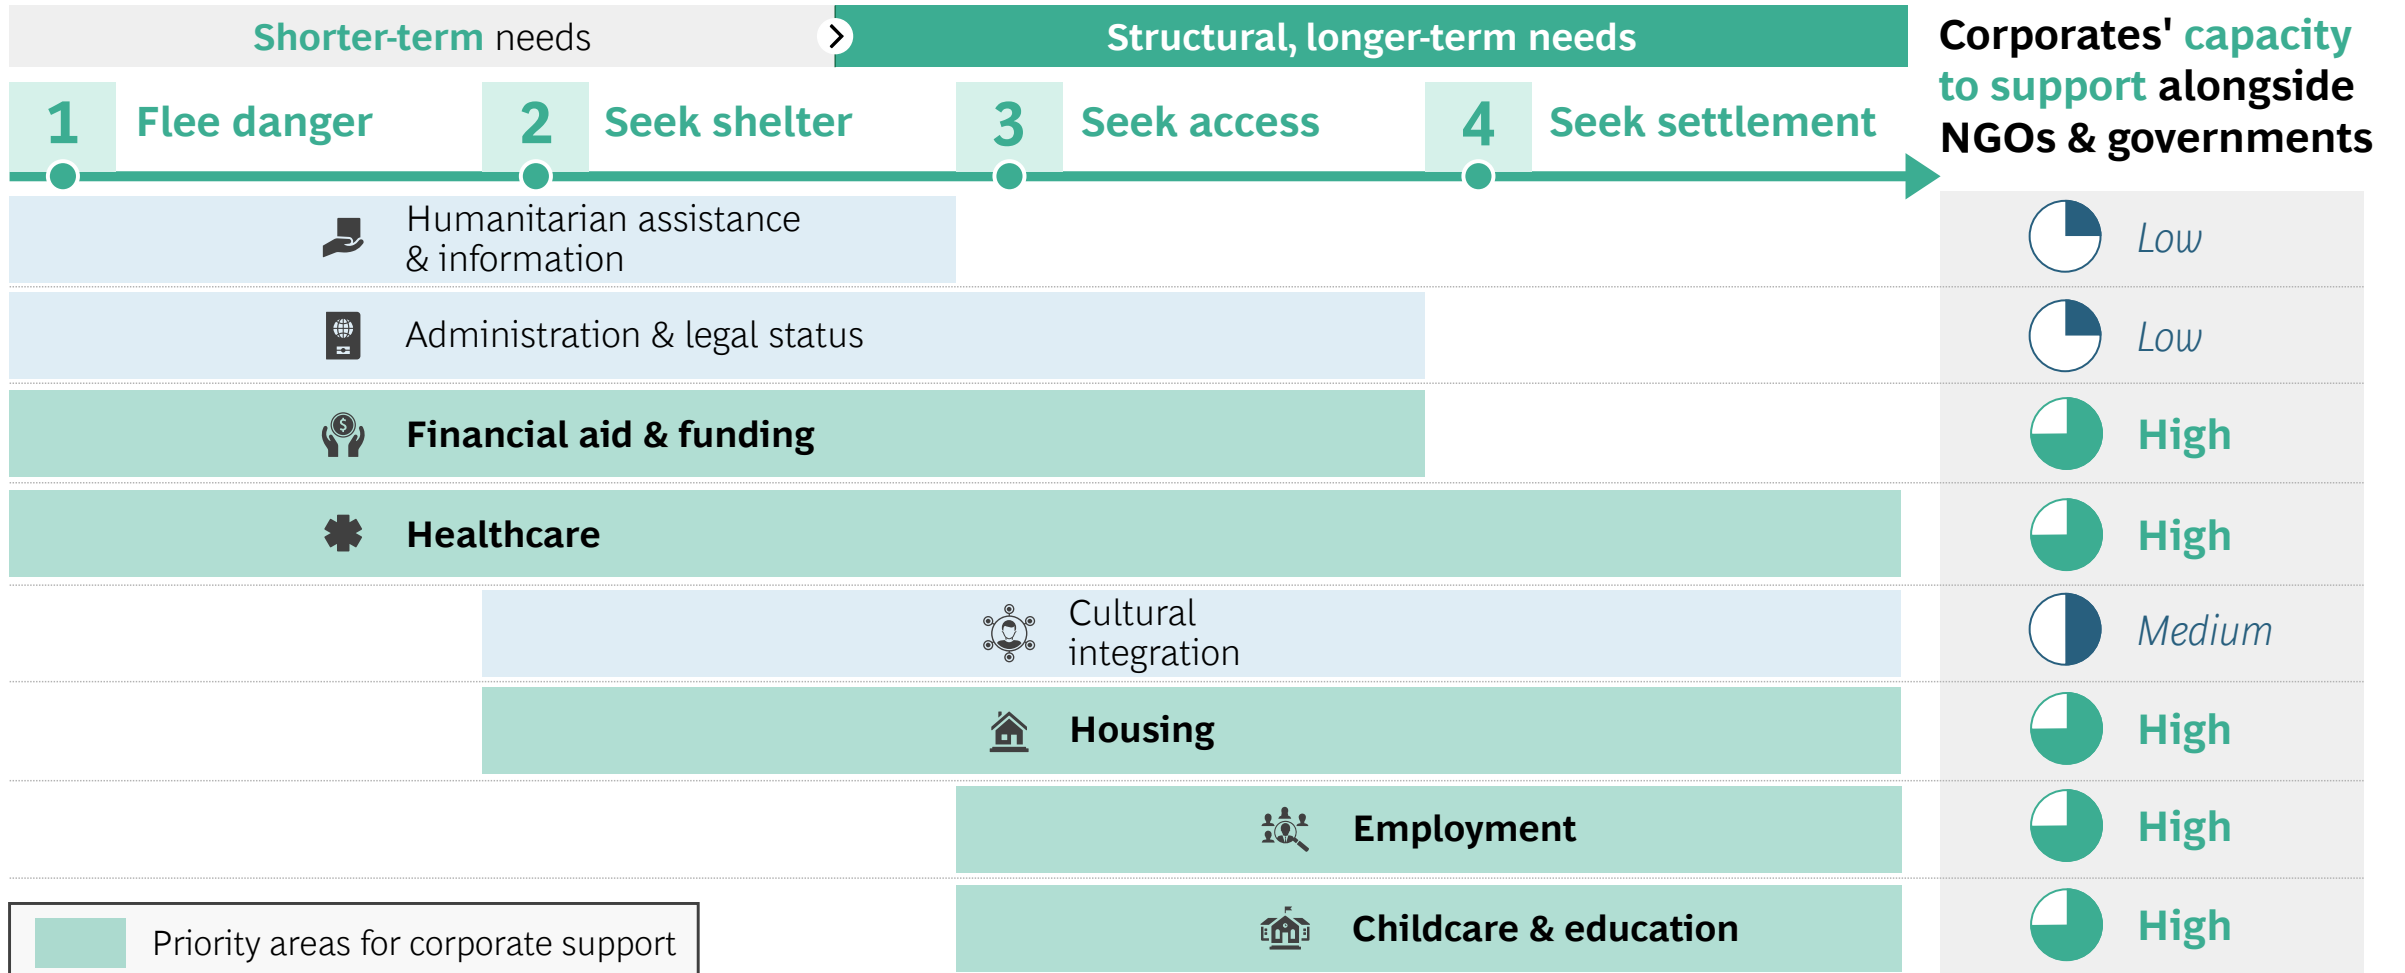 Shorter-term needs
Structural, longer-term needs
Corporates' capacity
to support alongside
NGOs & governments
1 Flee danger
2 Seek shelter
3 Seek access
4 Seek settlement
Humanitarian assistance
& information
Low
Administration & legal status
Low
Financial aid & funding
High
Healthcare
High
Cultural
integration
Medium
Housing
High
Employment
High
Childcare & education
High
Priority areas for corporate support